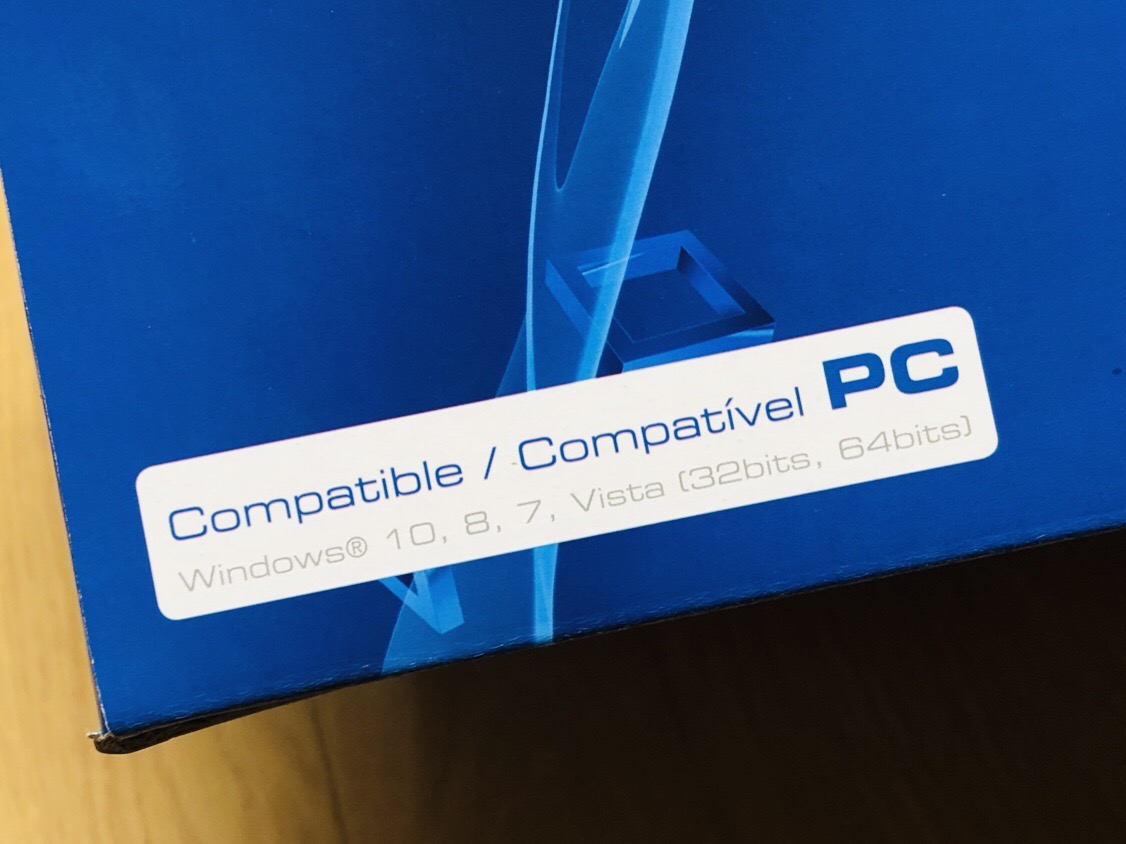 Compatible / Compatível PC
Windows® 10, 8, 7, Vista (32bits, 64bits)